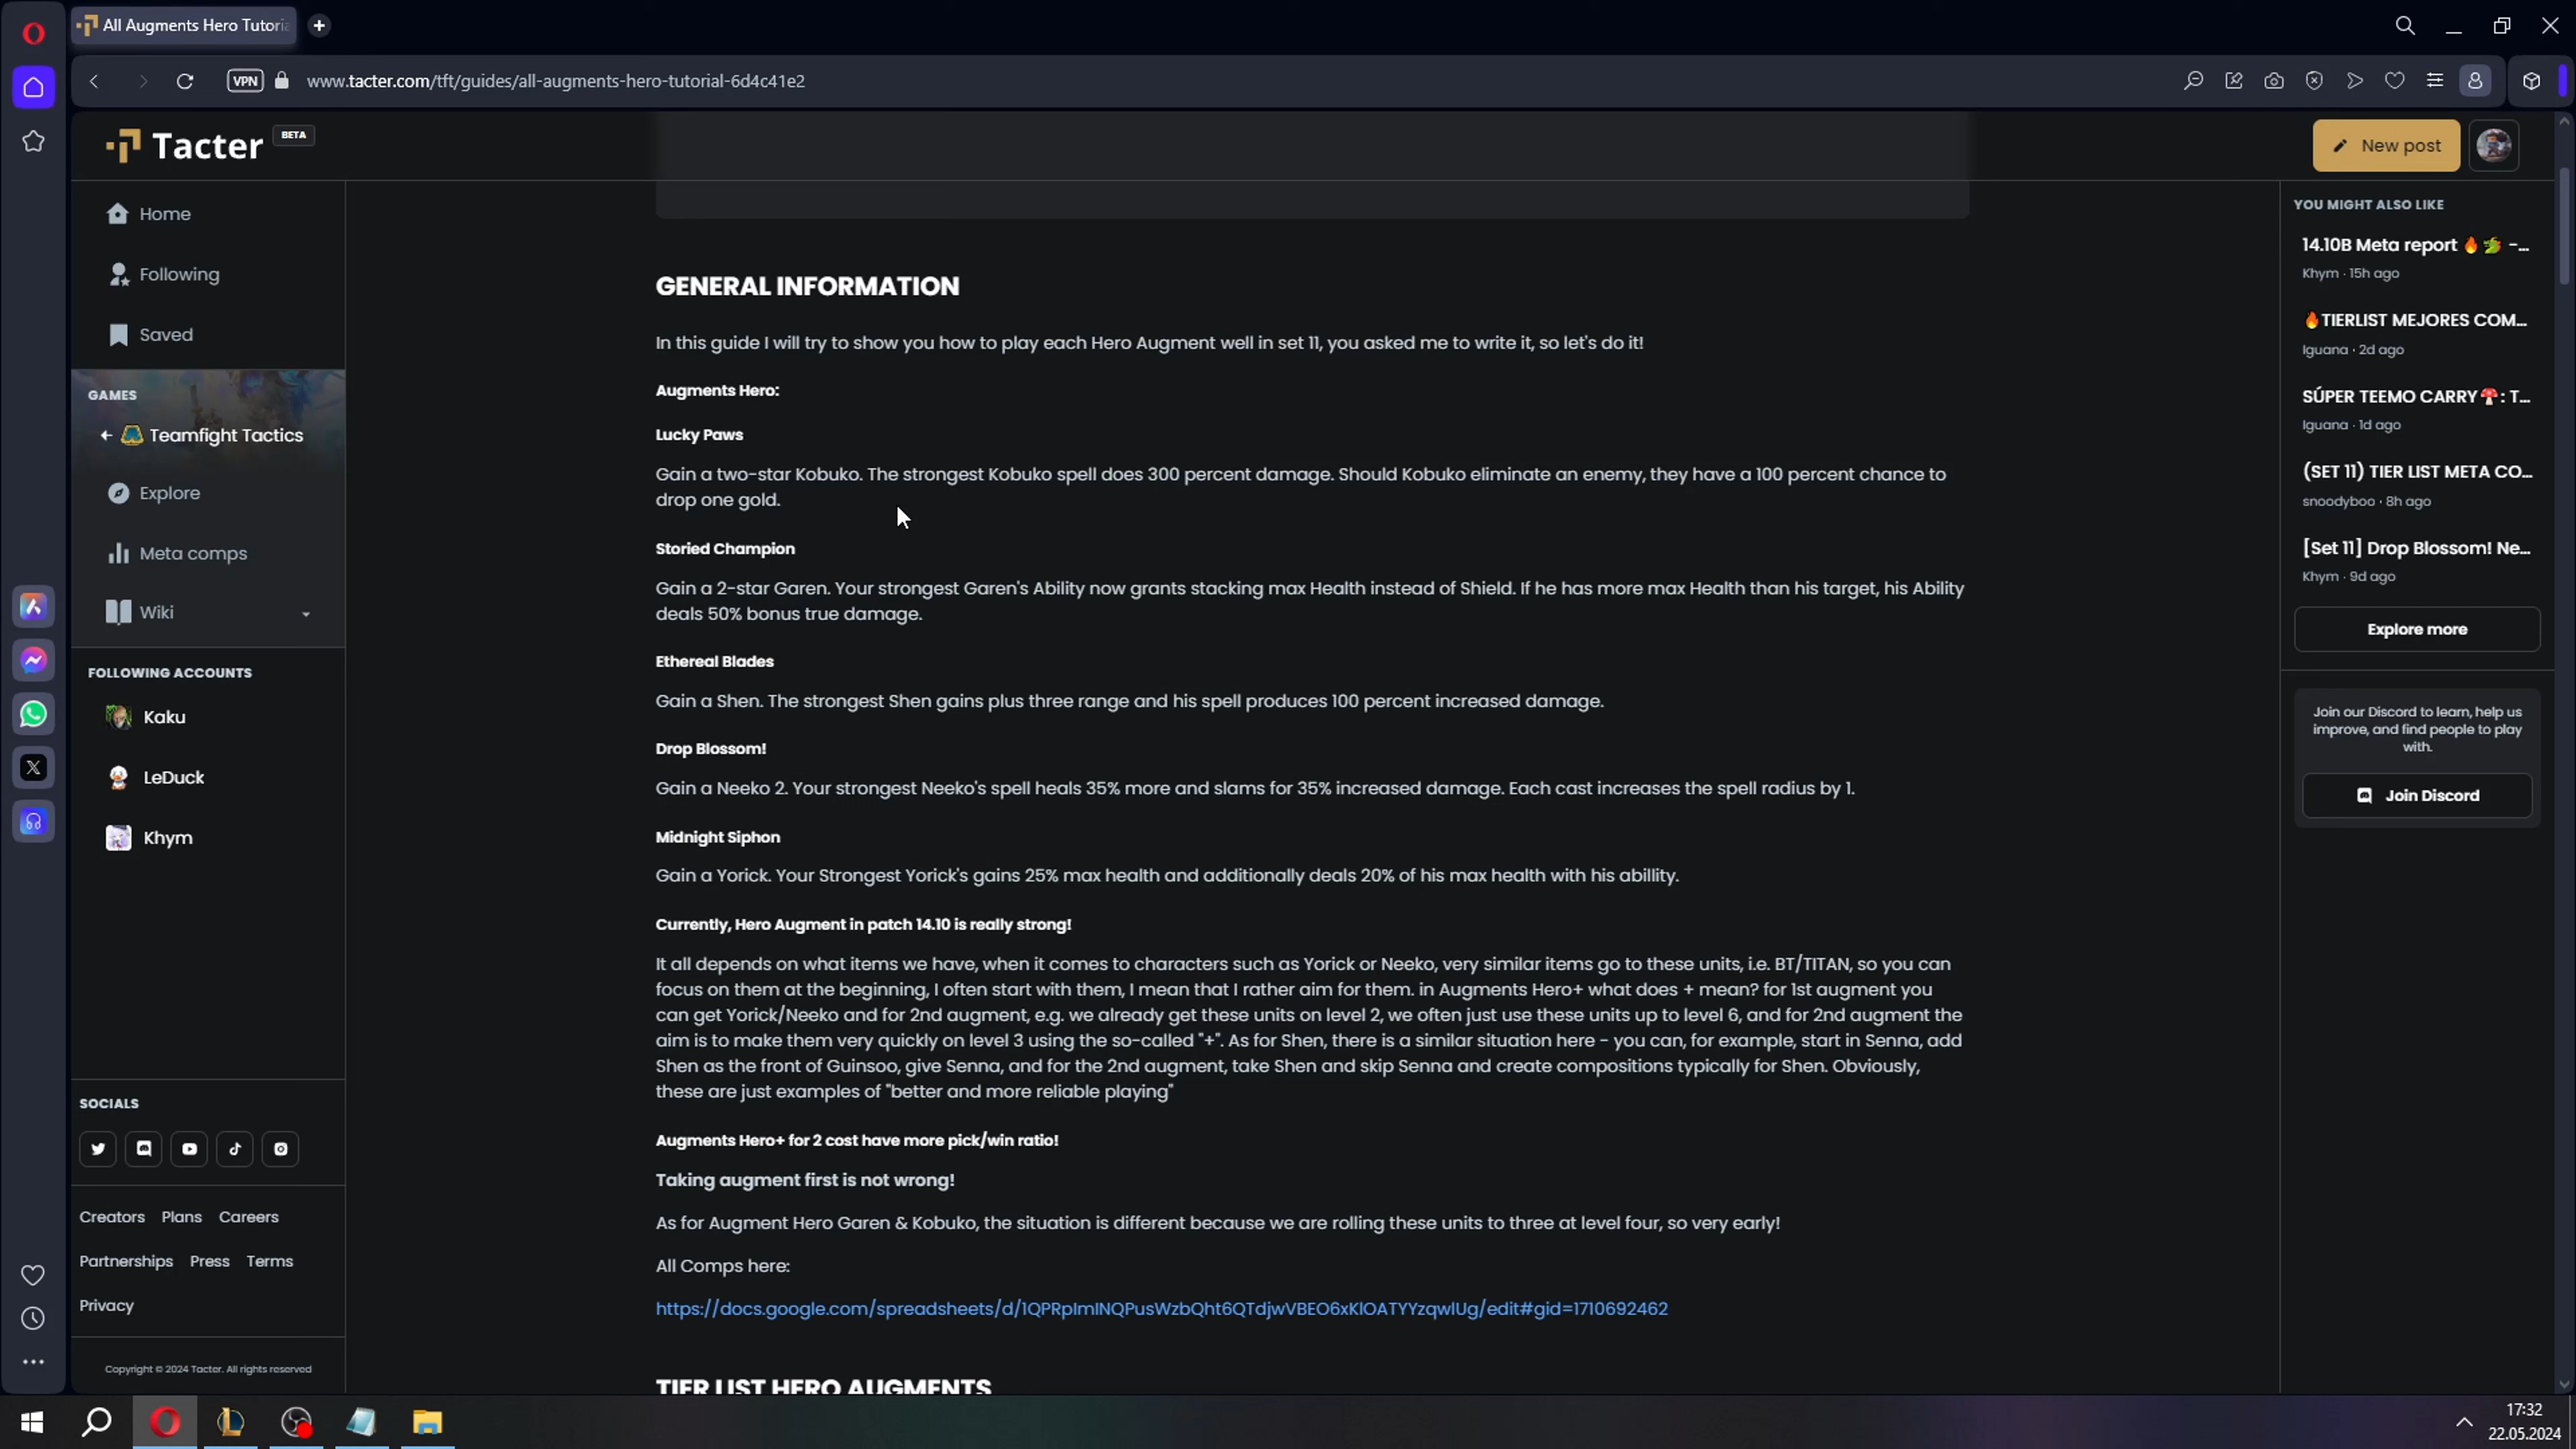 All Augments Hero Tutoria
VPN
www.tacter.com/tft/guides/all-augments-hero-tutorial-6d4c41e2
Tacter
BETA
New post
Home
Following
Saved
GAMES
Teamfight Tactics
Explore
Meta comps
Wiki
FOLLOWING ACCOUNTS
Kaku
LeDuck
Khym
SOCIALS
Creators Plans Careers
Partnerships Press Terms
Privacy
Copyright © 2024 Tacter. All rights reserved
GENERAL INFORMATION
In this guide I will try to show you how to play each Hero Augment well in set 11, you asked me to write it, so let's do it!
Augments Hero:
Lucky Paws
Gain a two-star Kobuko. The strongest Kobuko spell does 300 percent damage. Should Kobuko eliminate an enemy, they have a 100 percent chance to
drop one gold.
Storied Champion
Gain a 2-star Garen. Your strongest Garen's Ability now grants stacking max Health instead of Shield. If he has more max Health than his target, his Ability
deals 50% bonus true damage.
Ethereal Blades
Gain a Shen. The strongest Shen gains plus three range and his spell produces 100 percent increased damage.
Drop Blossom!
Gain a Neeko 2. Your strongest Neeko's spell heals 35% more and slams for 35% increased damage. Each cast increases the spell radius by 1.
Midnight Siphon
Gain a Yorick. Your Strongest Yorick's gains 25% max health and additionally deals 20% of his max health with his abillity.
Currently, Hero Augment in patch 14.10 is really strong!
It all depends on what items we have, when it comes to characters such as Yorick or Neeko, very similar items go to these units, i.e. BT/TITAN, so you can
focus on them at the beginning, I often start with them, I mean that I rather aim for them. in Augments Hero+ what does + mean? for 1st augment you
can get Yorick/Neeko and for 2nd augment, e.g. we already get these units on level 2, we often just use these units up to level 6, and for 2nd augment the
aim is to make them very quickly on level 3 using the so-called "+". As for Shen, there is a similar situation here - you can, for example, start in Senna, add
Shen as the front of Guinsoo, give Senna, and for the 2nd augment, take Shen and skip Senna and create compositions typically for Shen. Obviously,
these are just examples of "better and more reliable playing"
Augments Hero+ for 2 cost have more pick/win ratio!
Taking augment first is not wrong!
As for Augment Hero Garen & Kobuko, the situation is different because we are rolling these units to three at level four, so very early!
All Comps here:
https://docs.google.com/spreadsheets/d/1QPRpImINQPusWzbQht6QTdjwVBEO6xKlOATYYzqwIUg/edit#gid=1710692462
TIER LIST HERO AUGMENTS
YOU MIGHT ALSO LIKE
14.10B Meta report 🔥🐉 -...
Khym · 15h ago
🔥TIERLIST MEJORES COM...
Iguana · 2d ago
SÚPER TEEMO CARRY🍄: T...
Iguana · 1d ago
(SET 11) TIER LIST META CO...
snoodyboo · 8h ago
[Set 11] Drop Blossom! Ne...
Khym · 9d ago
Explore more
Join our Discord to learn, help us
improve, and find people to play
with.
Join Discord
17:32
22.05.2024